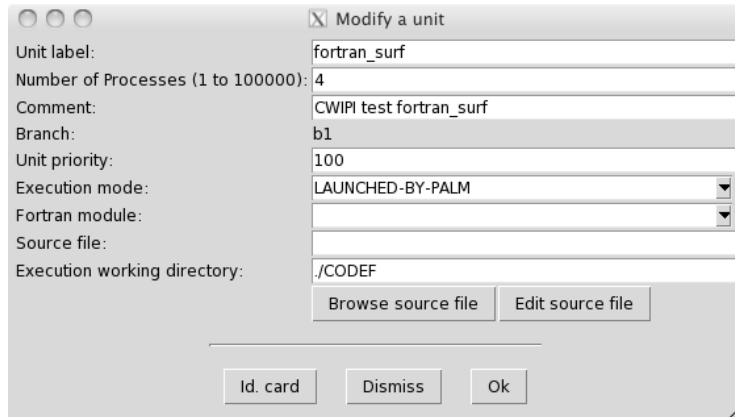 Modify a unit
Unit label: fortran_surf
Number of Processes (1 to 100000): 4
Comment: CWIPI test fortran_surf
Branch: b1
Unit priority: 100
Execution mode: LAUNCHED-BY-PALM
Fortran module:
Source file:
Execution working directory: ./CODEF
Browse source file Edit source file
Id. card Dismiss Ok